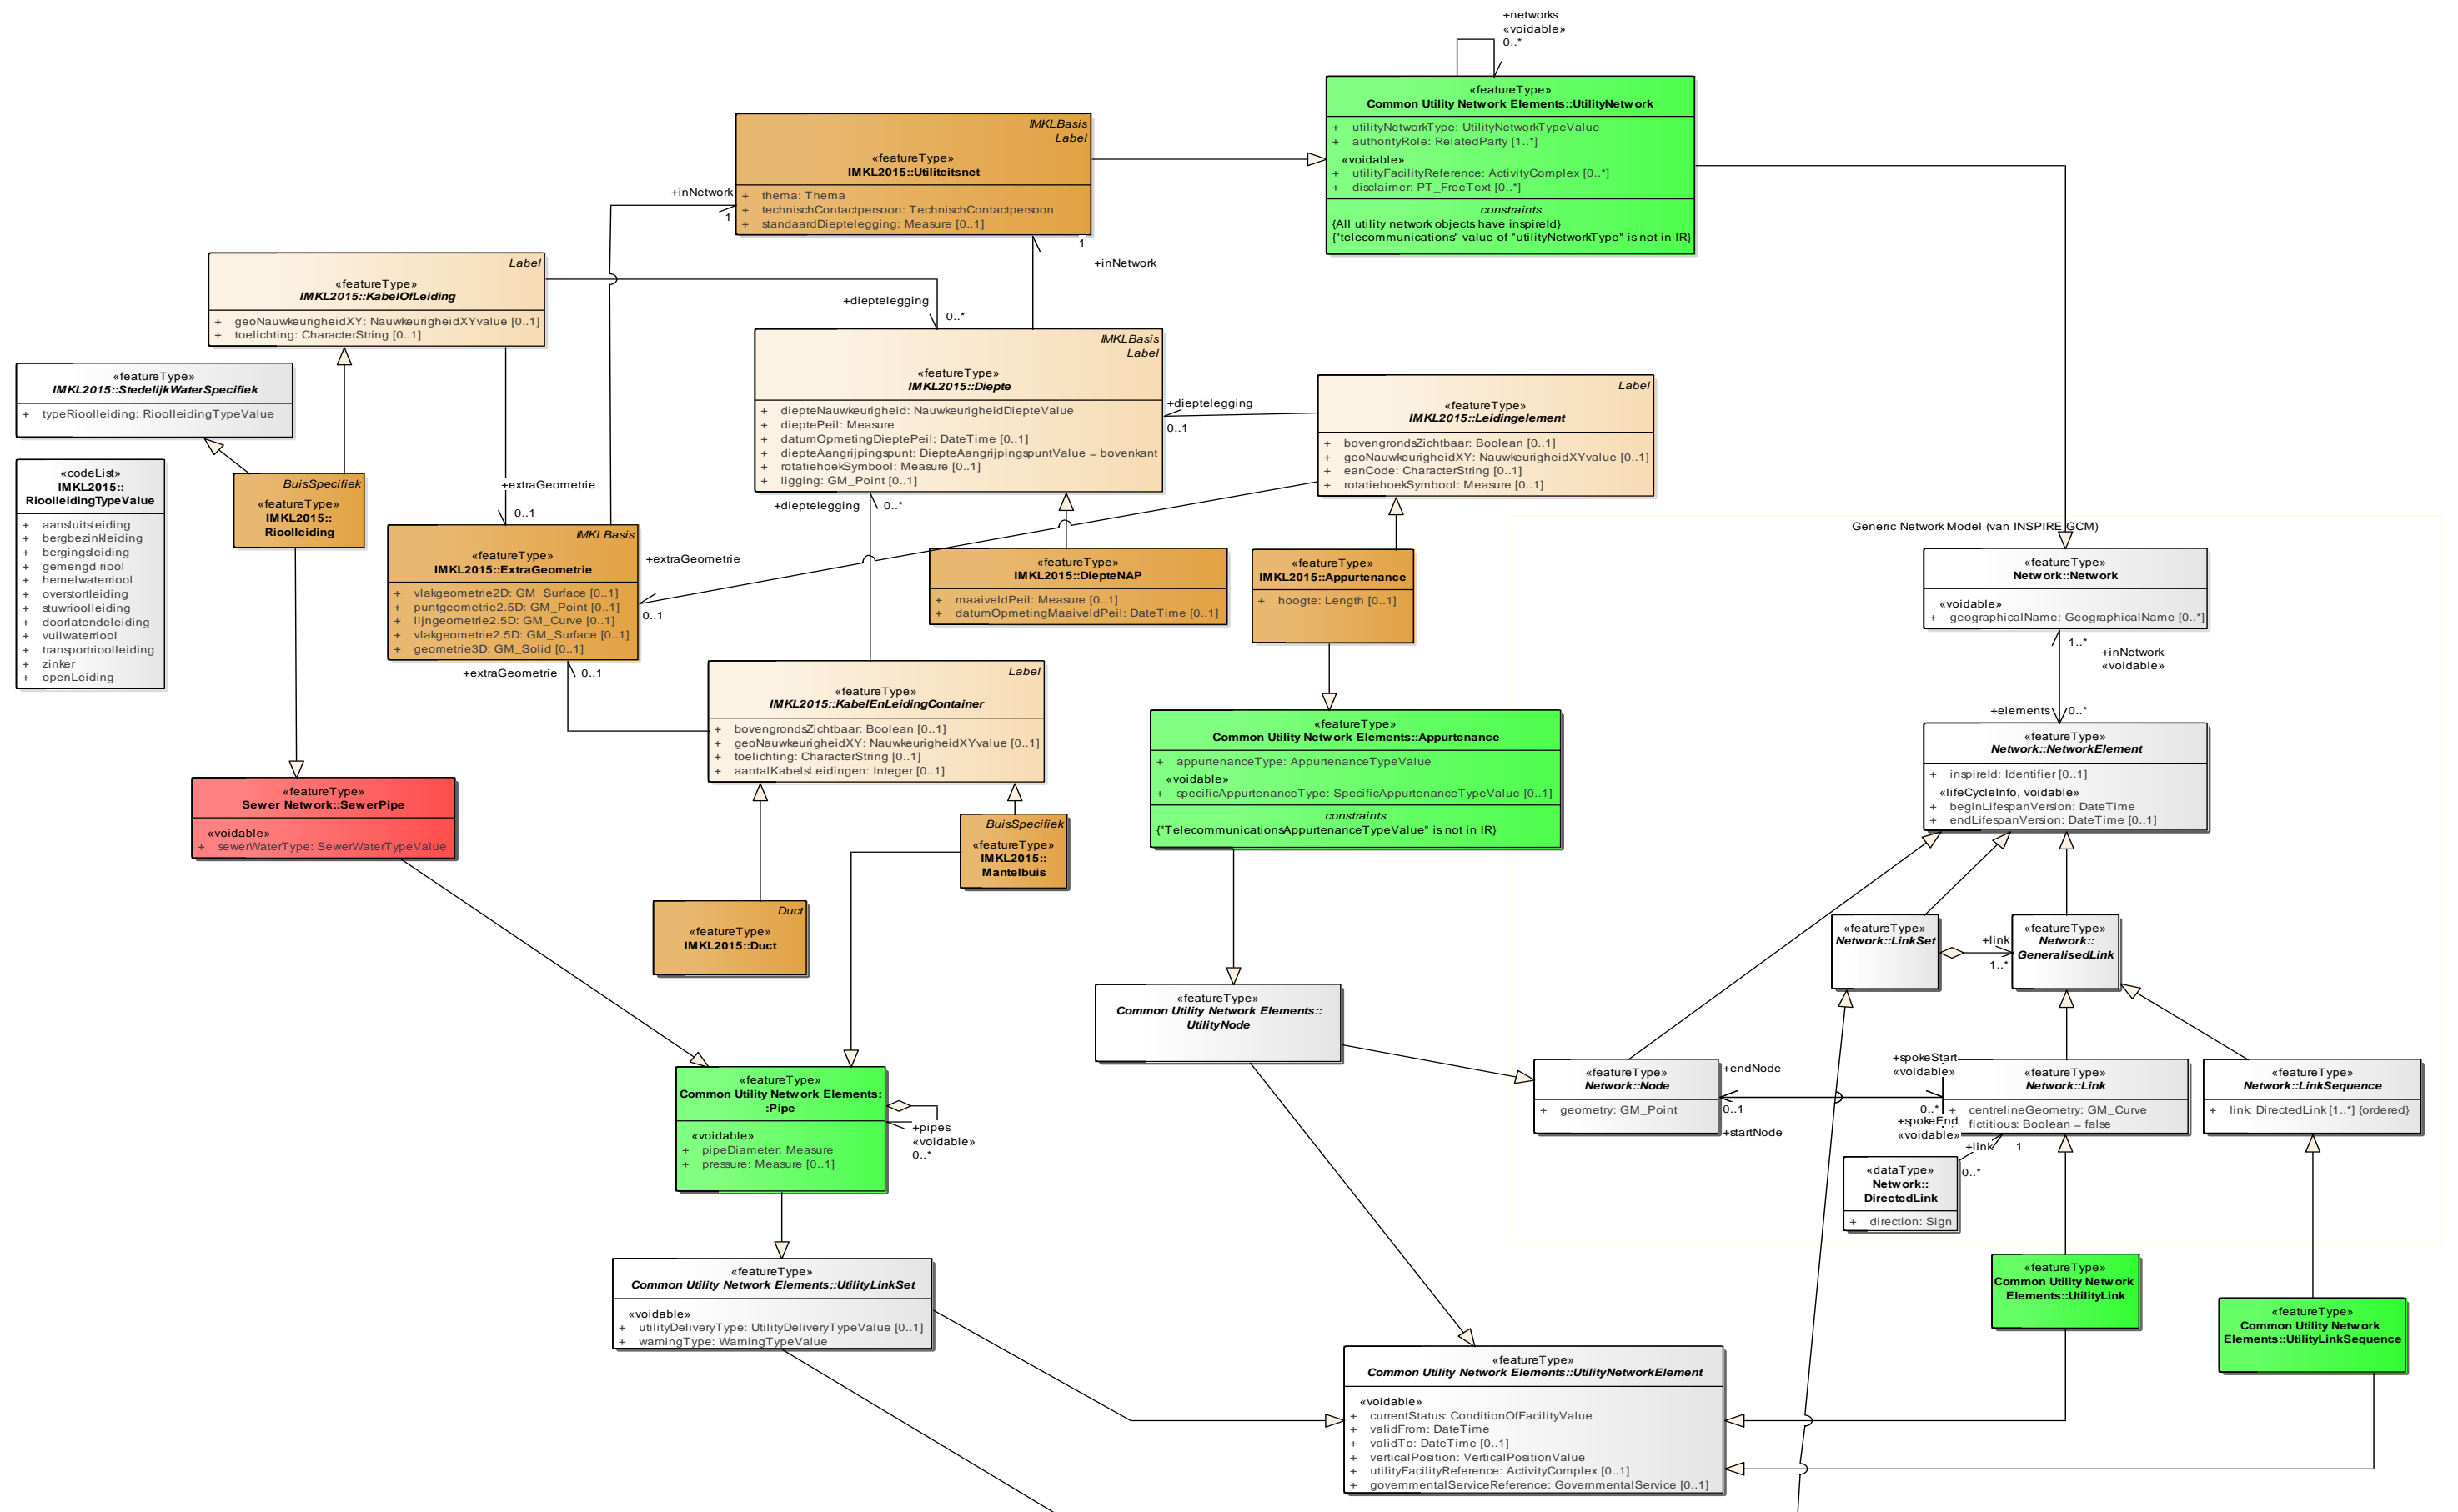 +networks
«voidable»
0..*
«featureType»
Common Utility Network Elements::UtilityNetwork
+ utilityNetworkType: UtilityNetworkTypeValue
+ authorityRole: RelatedParty [1..*]
«voidable»
+ utilityFacilityReference: ActivityComplex [0..*]
+ disclaimer: PT_FreeText [0..*]
constraints
{All utility network objects have inspireId}
{"telecommunications" value of "utilityNetworkType" is not in IR}
IMKLBasis
Label
«featureType»
IMKL2015::Utiliteitsnet
+ thema: Thema
+ technischContactpersoon: TechnischContactpersoon
+ standaardDieptelegging: Measure [0..1]
+inNetwork
1
1
+inNetwork
Label
«featureType»
IMKL2015::KabelOfLeiding
+ geoNauwkeurigheidXY: NauwkeurigheidXYvalue [0..1]
+ toelichting: CharacterString [0..1]
+dieptelegging
0..*
«featureType»
IMKL2015::StedelijkWaterSpecifiek
+ typeRioolleiding: RioolleidingTypeValue
IMKLBasis
Label
«featureType»
IMKL2015::Diepte
+ diepteNauwkeurigheid: NauwkeurigheidDiepteValue
+ dieptePeil: Measure
+ datumOpmetingDieptePeil: DateTime [0..1]
+ diepteAangrijpingspunt: DiepteAangrijpingspuntValue = bovenkant
+ rotatiehoekSymbool: Measure [0..1]
+ ligging: GM_Point [0..1]
+dieptelegging
0..1
Label
«featureType»
IMKL2015::Leidingelement
+ bovengrondsZichtbaar: Boolean [0..1]
+ geoNauwkeurigheidXY: NauwkeurigheidXYvalue [0..1]
+ eanCode: CharacterString [0..1]
+ rotatiehoekSymbool: Measure [0..1]
«codeList»
IMKL2015::
RioolleidingTypeValue
+ aansluitsleiding
+ bergbezinkleiding
+ bergingsleiding
+ gemengd riool
+ hemelwaterriool
+ overstortleiding
+ stuwrioolleiding
+ doorlatendeleiding
+ vuilwaterriool
+ transportrioolleiding
+ zinker
+ openLeiding
BuisSpecifiek
«featureType»
IMKL2015::
Rioolleiding
+extraGeometrie
0..1
+dieptelegging
0..*
IMKLBasis
«featureType»
IMKL2015::ExtraGeometrie
+ vlakgeometrie2D: GM_Surface [0..1]
+ puntgeometrie2.5D: GM_Point [0..1]
+ lijngeometrie2.5D: GM_Curve [0..1]
+ vlakgeometrie2.5D: GM_Surface [0..1]
+ geometrie3D: GM_Solid [0..1]
+extraGeometrie
0..1
«featureType»
IMKL2015::DiepteNAP
+ maaiveldPeil: Measure [0..1]
+ datumOpmetingMaaiveldPeil: DateTime [0..1]
«featureType»
IMKL2015::Appurtenance
+ hoogte: Length [0..1]
Generic Network Model (van INSPIRE GCM)
«featureType»
Network::Network
«voidable»
+ geographicalName: GeographicalName [0..*]
1..*
+inNetwork
«voidable»
+elements
0..*
+extraGeometrie
0..1
Label
«featureType»
IMKL2015::KabelEnLeidingContainer
+ bovengrondsZichtbaar: Boolean [0..1]
+ geoNauwkeurigheidXY: NauwkeurigheidXYvalue [0..1]
+ toelichting: CharacterString [0..1]
+ aantalKabelsLeidingen: Integer [0..1]
«featureType»
Common Utility Network Elements::Appurtenance
+ appurtenanceType: AppurtenanceTypeValue
«voidable»
+ specificAppurtenanceType: SpecificAppurtenanceTypeValue [0..1]
constraints
{"TelecommunicationsAppurtenanceTypeValue" is not in IR}
«featureType»
Network::NetworkElement
+ inspireId: Identifier [0..1]
«lifeCycleInfo, voidable»
+ beginLifespanVersion: DateTime
+ endLifespanVersion: DateTime [0..1]
«featureType»
Sewer Network::SewerPipe
«voidable»
+ sewerWaterType: SewerWaterTypeValue
BuisSpecifiek
«featureType»
IMKL2015::
Mantelbuis
Duct
«featureType»
IMKL2015::Duct
«featureType»
Network::LinkSet
+link
1..*
«featureType»
Network::
GeneralisedLink
«featureType»
Common Utility Network Elements::
UtilityNode
«featureType»
Network::Node
+ geometry: GM_Point
+endNode
0..1
+startNode
+spokeStart
«voidable»
0..*
+spokeEnd
«voidable»
«featureType»
Network::Link
+ centrelineGeometry: GM_Curve
fictitious: Boolean = false
+link
1
0..*
«featureType»
Network::LinkSequence
+ link: DirectedLink [1..*] {ordered}
«dataType»
Network::
DirectedLink
+ direction: Sign
«featureType»
Common Utility Network Elements:
:Pipe
«voidable»
+ pipeDiameter: Measure
+ pressure: Measure [0..1]
+pipes
«voidable»
0..*
«featureType»
Common Utility Network Elements::UtilityLinkSet
«voidable»
+ utilityDeliveryType: UtilityDeliveryTypeValue [0..1]
+ warningType: WarningTypeValue
«featureType»
Common Utility Network
Elements::UtilityLink
«featureType»
Common Utility Network
Elements::UtilityLinkSequence
«featureType»
Common Utility Network Elements::UtilityNetworkElement
«voidable»
+ currentStatus: ConditionOfFacilityValue
+ validFrom: DateTime
+ validTo: DateTime [0..1]
+ verticalPosition: VerticalPositionValue
+ utilityFacilityReference: ActivityComplex [0..1]
+ governmentalServiceReference: GovernmentalService [0..1]